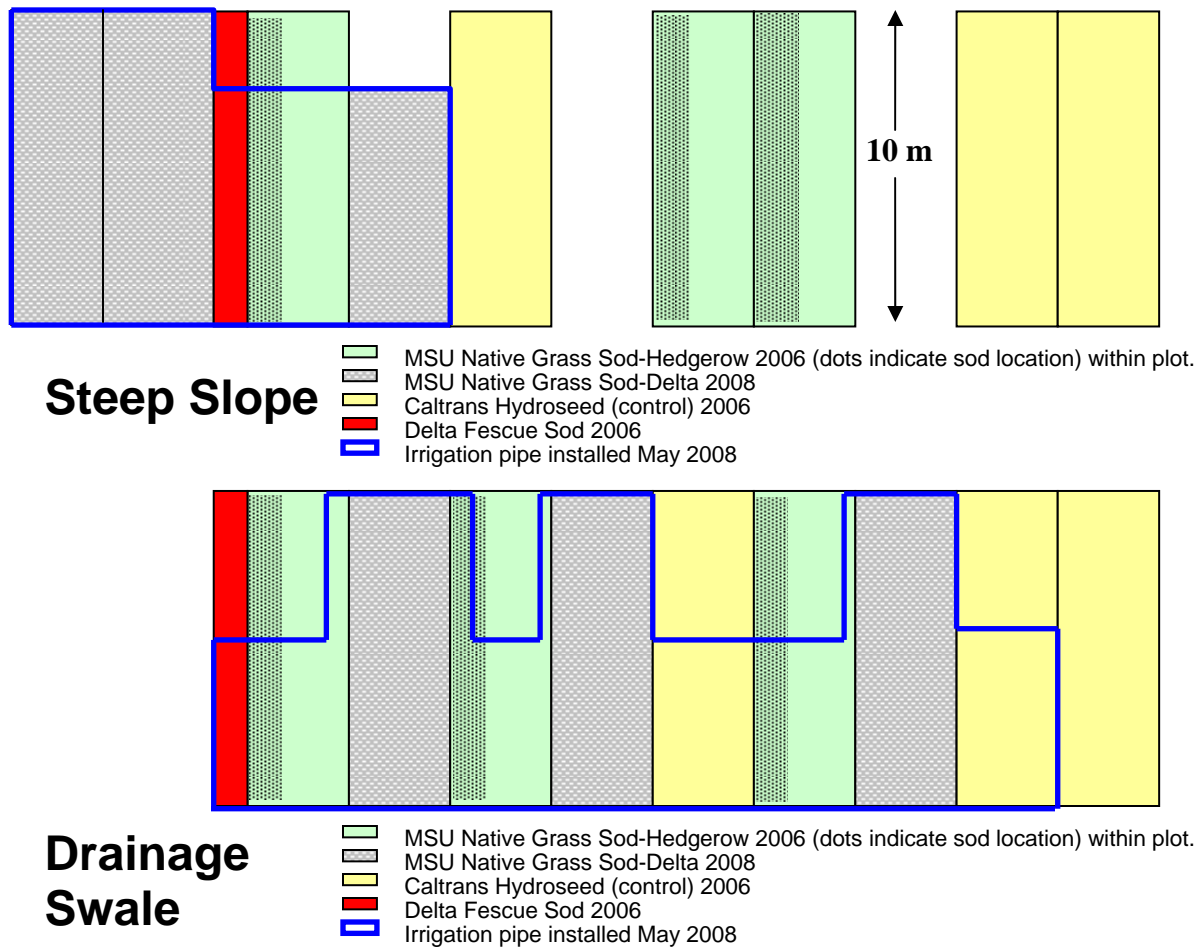 10 m
Steep Slope
MSU Native Grass Sod-Hedgerow 2006 (dots indicate sod location) within plot.
MSU Native Grass Sod-Delta 2008
Caltrans Hydroseed (control) 2006
Delta Fescue Sod 2006
Irrigation pipe installed May 2008
Drainage
Swale
MSU Native Grass Sod-Hedgerow 2006 (dots indicate sod location) within plot.
MSU Native Grass Sod-Delta 2008
Caltrans Hydroseed (control) 2006
Delta Fescue Sod 2006
Irrigation pipe installed May 2008